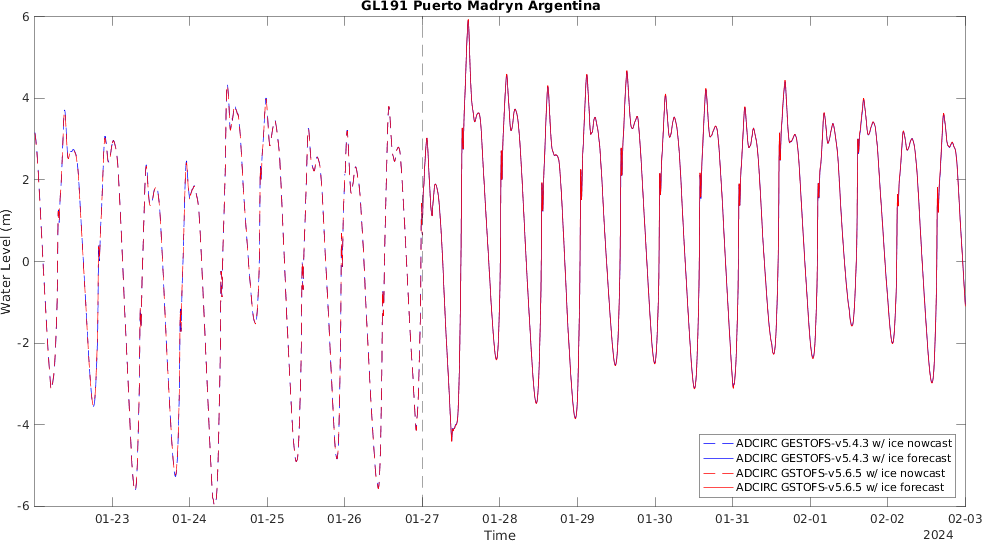 GL191 Puerto Madryn Argentina
6
4
2
0
-2
-4
-6
Water Level (m)
ADCIRC GESTOFS-v5.4.3 w/ ice nowcast
ADCIRC GESTOFS-v5.4.3 w/ ice forecast
ADCIRC GSTOFS-v5.6.5 w/ ice nowcast
ADCIRC GSTOFS-v5.6.5 w/ ice forecast
01-23 01-24 01-25 01-26 01-27 01-28 01-29 01-30 01-31 02-01 02-02 02-03
Time
2024